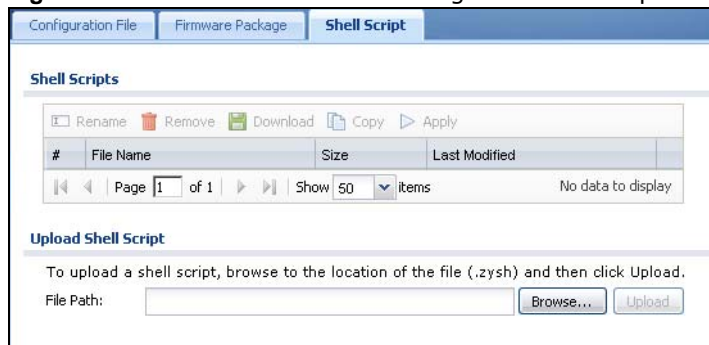 Configuration File Firmware Package Shell Script
Shell Scripts
Rename Remove Download Copy Apply
# File Name Size Last Modified
Page 1 of 1 Show 50 items No data to display
Upload Shell Script
To upload a shell script, browse to the location of the file (.zysh) and then click Upload.
File Path: Browse... Upload